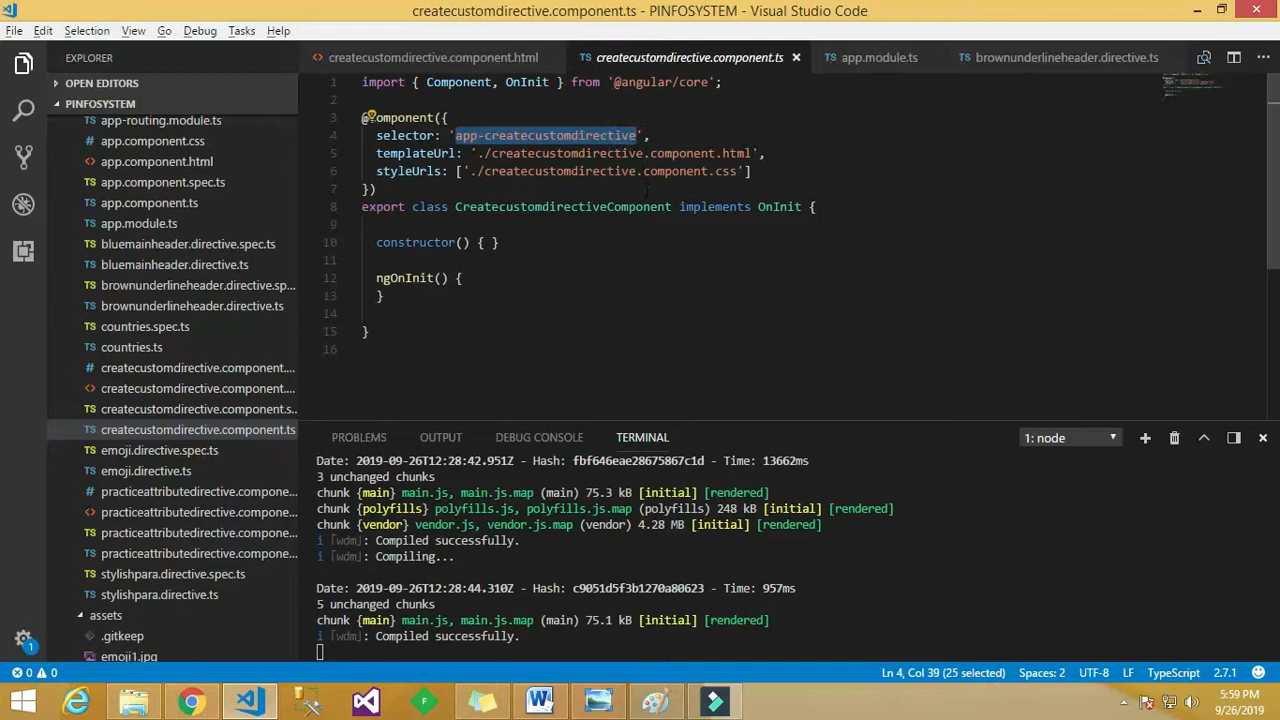 createcustomdirective.component.ts - PINFOSYSTEM - Visual Studio Code
File Edit Selection View Go Debug Tasks Help
EXPLORER
OPEN EDITORS
PINFOSYSTEM
app-routing.module.ts
app.component.css
app.component.html
app.component.spec.ts
app.component.ts
app.module.ts
bluemainheader.directive.spec.ts
bluemainheader.directive.ts
brownunderlineheader.directive.sp...
brownunderlineheader.directive.ts
countries.spec.ts
countries.ts
createcustomdirective.component....
createcustomdirective.component....
createcustomdirective.component.s...
createcustomdirective.component.ts
emoji.directive.spec.ts
emoji.directive.ts
practiceattributedirective.compone...
practiceattributedirective.compone...
practiceattributedirective.compone...
practiceattributedirective.compone...
stylishpara.directive.spec.ts
stylishpara.directive.ts
assets
.gitkeep
emoji1.jpg
createcustomdirective.component.html
TS createcustomdirective.component.ts
TS app.module.ts
TS brownunderlineheader.directive.ts
1 import { Component, OnInit } from '@angular/core';
2
3 @Component({
4 selector: 'app-createcustomdirective',
5 templateUrl: './createcustomdirective.component.html',
6 styleUrls: ['./createcustomdirective.component.css']
7 })
8 export class CreatecustomdirectiveComponent implements OnInit {
9
10 constructor() { }
11
12 ngOnInit() {
13 }
14
15 }
16
PROBLEMS OUTPUT DEBUG CONSOLE TERMINAL 1: node
Date: 2019-09-26T12:28:42.951Z - Hash: fbf646eae28675867c1d - Time: 13662ms
3 unchanged chunks
chunk {main} main.js, main.js.map (main) 75.3 kB [initial] [rendered]
chunk {polyfills} polyfills.js, polyfills.js.map (polyfills) 248 kB [initial] [rendered]
chunk {vendor} vendor.js, vendor.js.map (vendor) 4.28 MB [initial] [rendered]
i ｢wdm｣: Compiled successfully.
i ｢wdm｣: Compiling...
Date: 2019-09-26T12:28:44.310Z - Hash: c9051d5f3b1270a80623 - Time: 957ms
5 unchanged chunks
chunk {main} main.js, main.js.map (main) 75.1 kB [initial] [rendered]
i ｢wdm｣: Compiled successfully.
0 0 Ln 4, Col 39 (25 selected) Spaces: 2 UTF-8 LF TypeScript 2.7.1
5:59 PM
9/26/2019